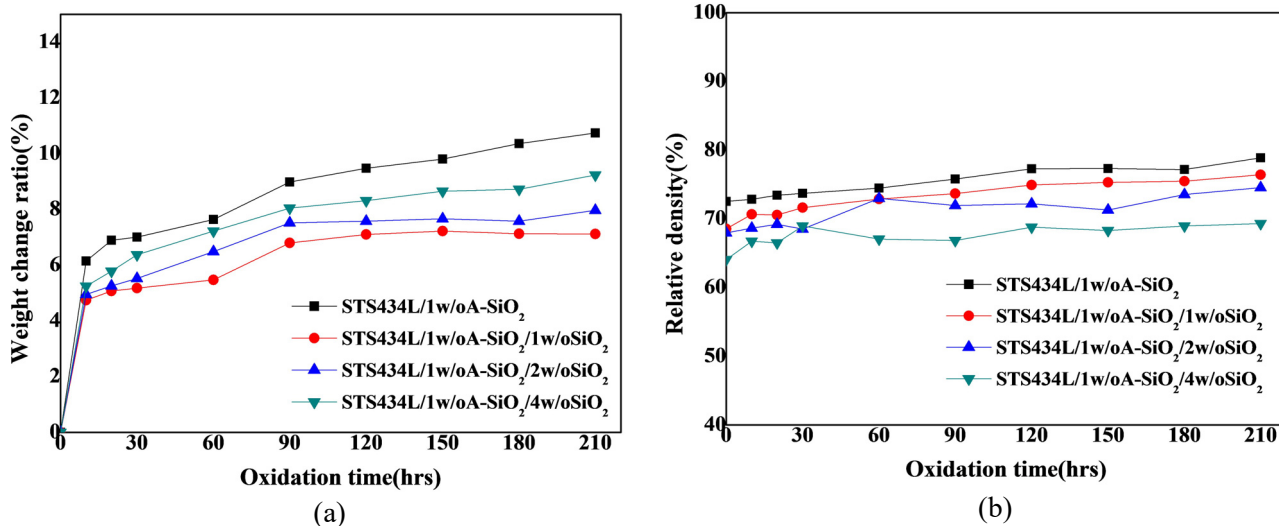 Weight change ratio(%)
14
12
10
8
6
4
2
0
STS434L/1w/oA-SiO₂
STS434L/1w/oA-SiO₂/1w/oSiO₂
STS434L/1w/oA-SiO₂/2w/oSiO₂
STS434L/1w/oA-SiO₂/4w/oSiO₂
0 30 60 90 120 150 180 210
Oxidation time(hrs)
(a)
Relative density(%)
100
90
80
70
60
50
40
STS434L/1w/oA-SiO₂
STS434L/1w/oA-SiO₂/1w/oSiO₂
STS434L/1w/oA-SiO₂/2w/oSiO₂
STS434L/1w/oA-SiO₂/4w/oSiO₂
0 30 60 90 120 150 180 210
Oxidation time(hrs)
(b)